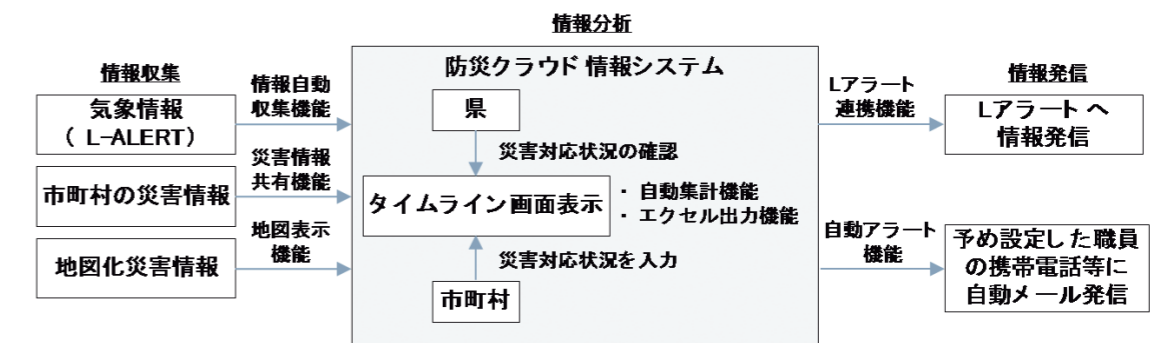 情報分析
情報収集
気象情報
( L-ALERT)
市町村の災害情報
地図化災害情報
情報自動
収集機能
災害情報
共有機能
地図表示
機能
防災クラウド情報システム
県
災害対応状況の確認
タイムライン画面表示
・ 自動集計機能
・ エクセル出力機能
災害対応状況を入力
市町村
Lアラート
連携機能
自動アラート
機能
情報発信
Lアラートへ
情報発信
予め設定した職員
の携帯電話等に
自動メール発信